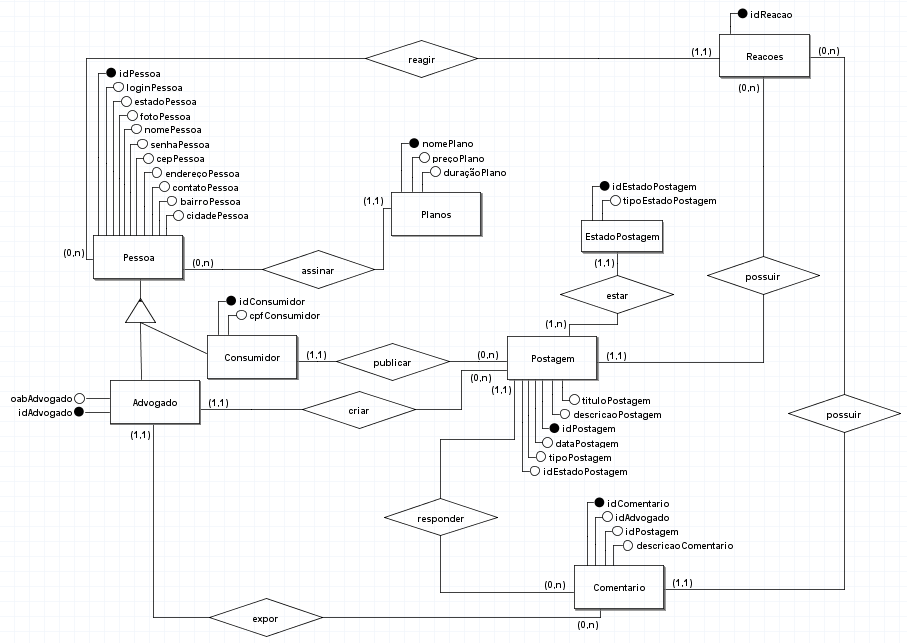 idReacao
reagir
(1,1)
Reacoes
(0,n)
(0,n)
idPessoa
loginPessoa
estadoPessoa
fotoPessoa
nomePessoa
senhaPessoa
cepPessoa
endereçoPessoa
contatoPessoa
bairroPessoa
cidadePessoa
(0,n)
Pessoa
(0,n)
assinar
nomePlano
preçoPlano
duraçãoPlano
(1,1)
Planos
idEstadoPostagem
tipoEstadoPostagem
EstadoPostagem
(1,1)
estar
(1,n)
possuir
idConsumidor
cpfConsumidor
Consumidor
(1,1)
publicar
(0,n)
Postagem
(1,1)
(0,n)
(1,1)
oabAdvogado
idAdvogado
Advogado
(1,1)
criar
(1,1)
tituloPostagem
descricaoPostagem
idPostagem
dataPostagem
tipoPostagem
idEstadoPostagem
possuir
responder
idComentario
idAdvogado
idPostagem
descricaoComentario
(0,n)
Comentario
(1,1)
expor
(0,n)